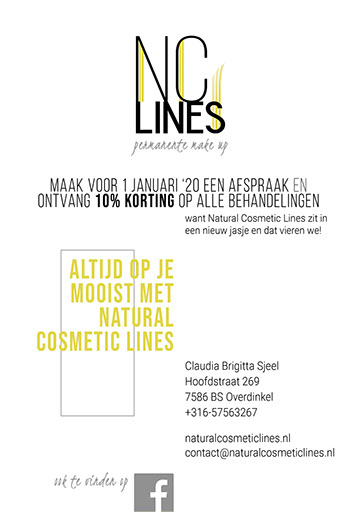 NC
LINES
permanente make up
MAAK VOOR 1 JANUARI '20 EEN AFSPRAAK EN
ONTVANG 10% KORTING OP ALLE BEHANDELINGEN
want Natural Cosmetic Lines zit in
een nieuw jasje en dat vieren we!
ALTIJD OP JE
MOOIST MET
NATURAL
COSMETIC LINES
Claudia Brigitta Sjeel
Hoofdstraat 269
7586 BS Overdinkel
+316-57563267
naturalcosmeticlines.nl
contact@naturalcosmeticlines.nl
ook te vinden op f